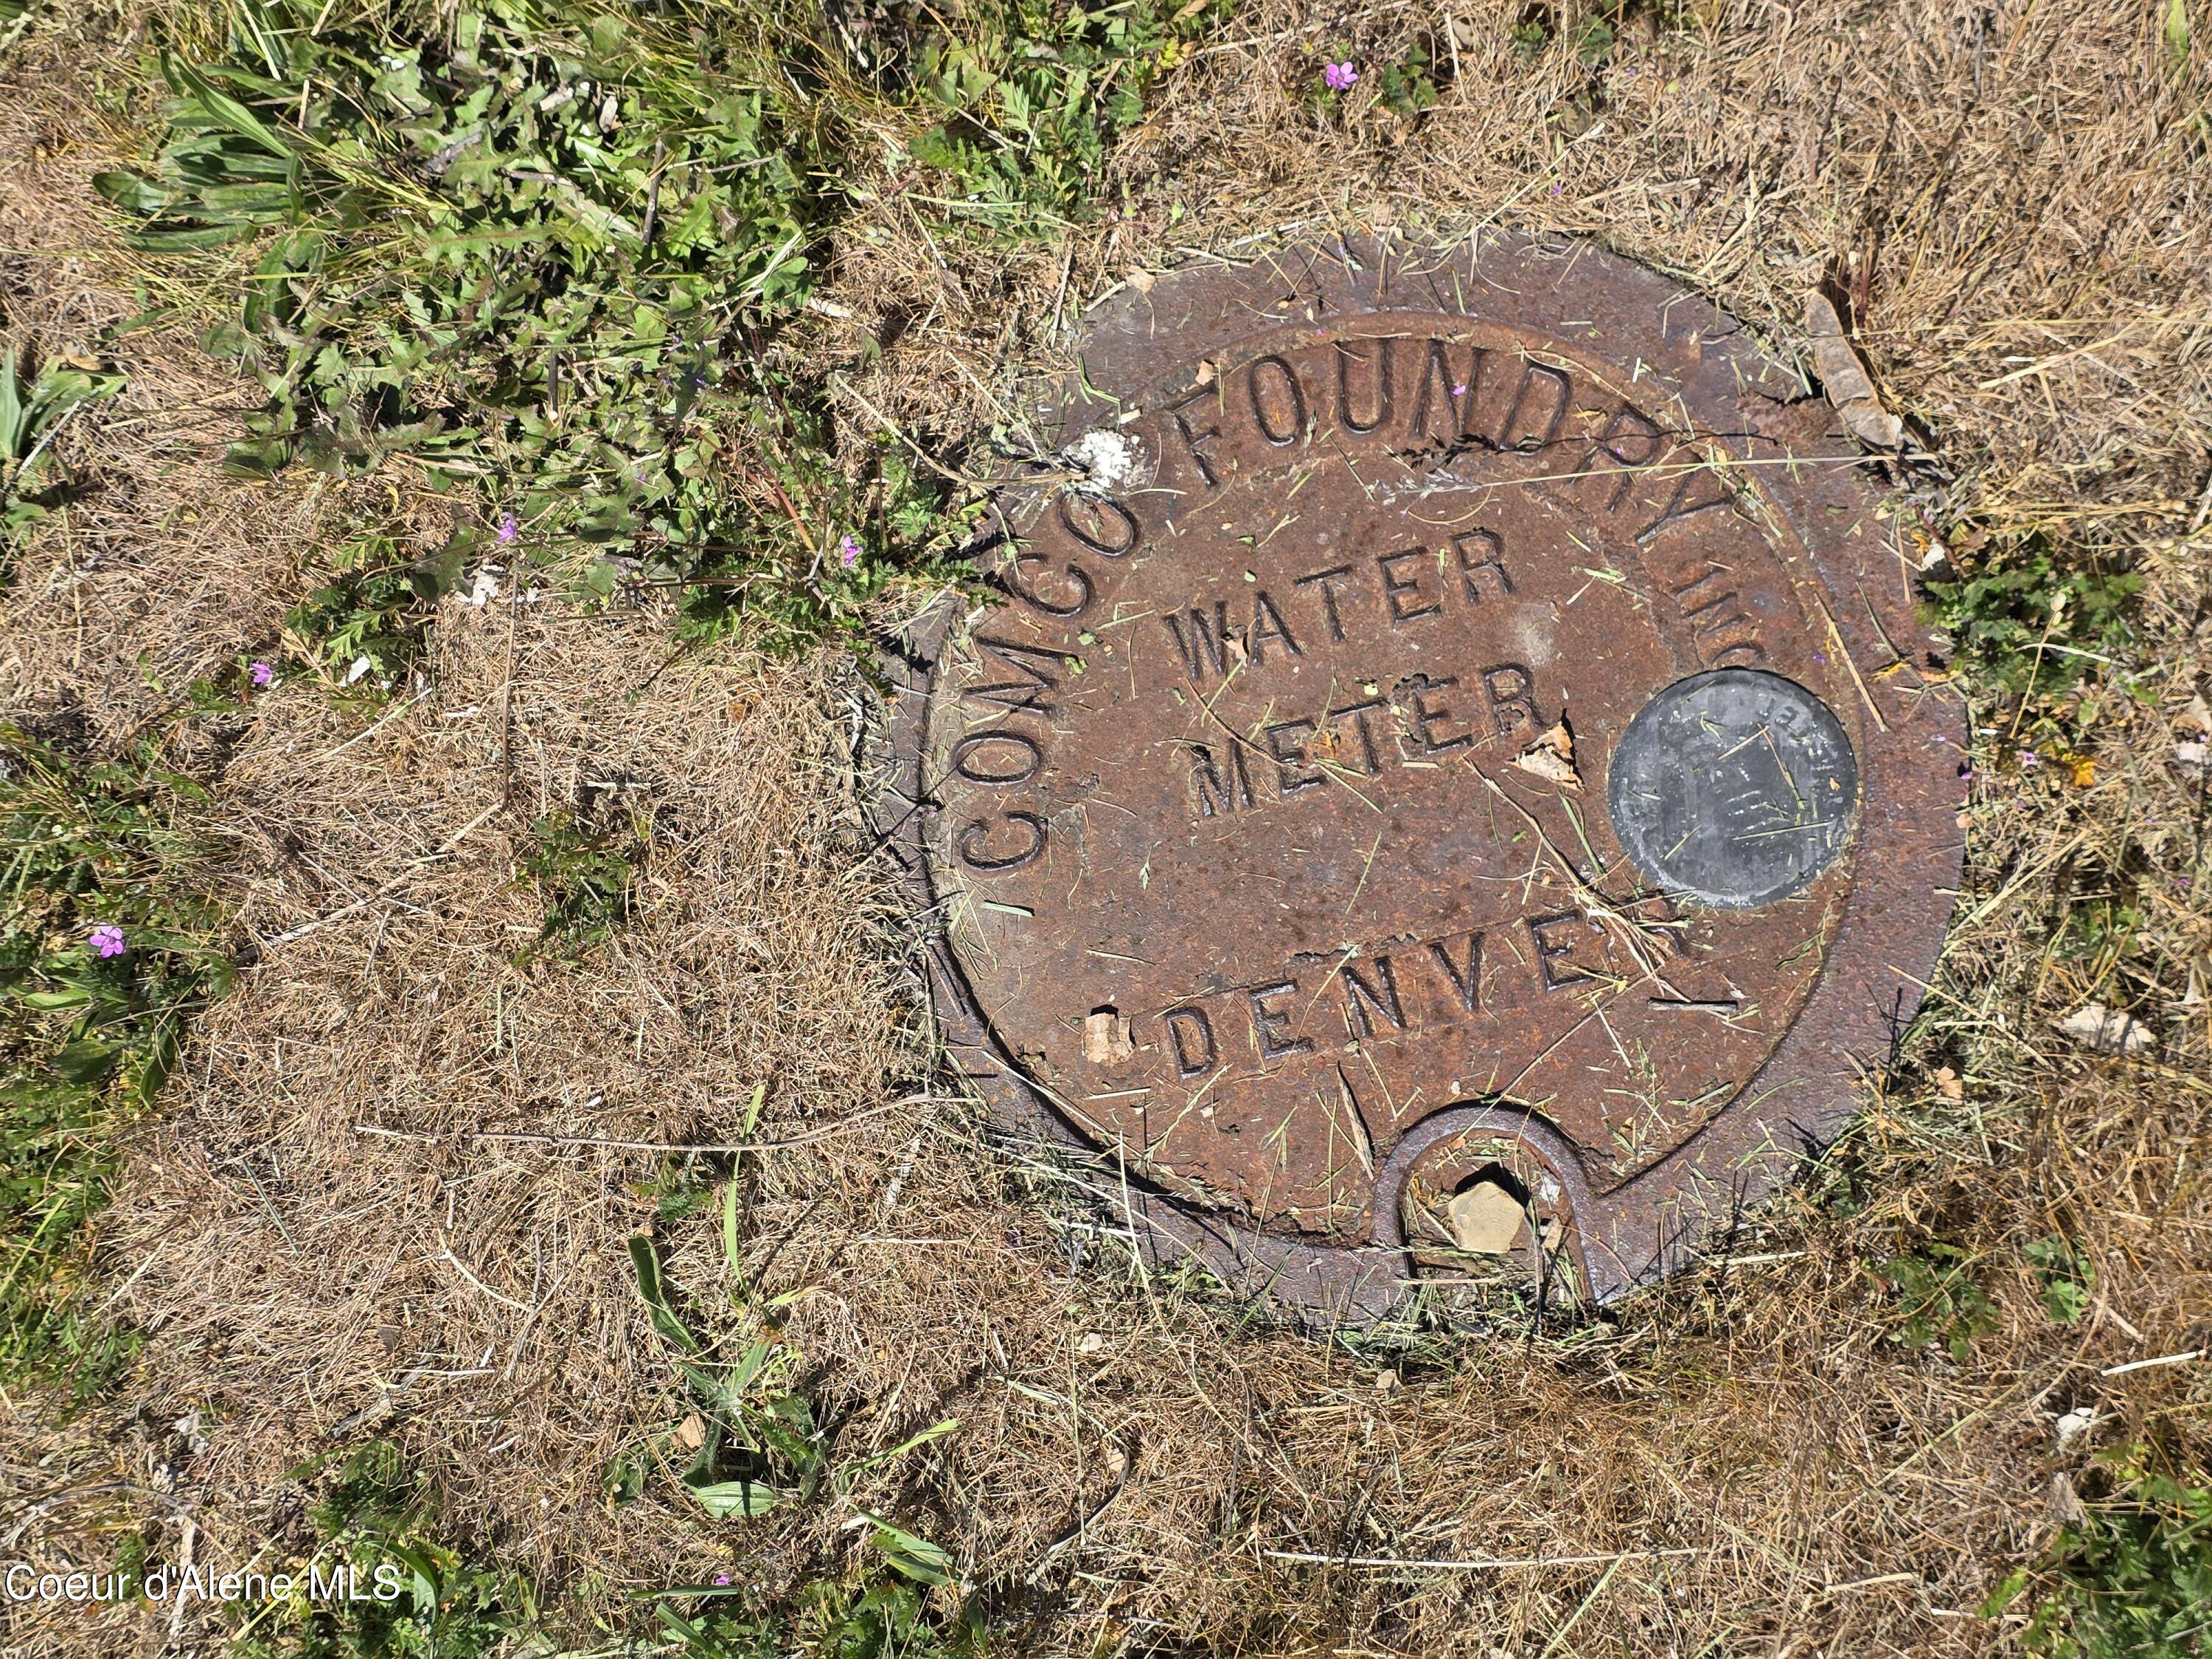 COMCO FOUNDRY INC
WATER
METER
DENVER
Coeur d'Alene MLS